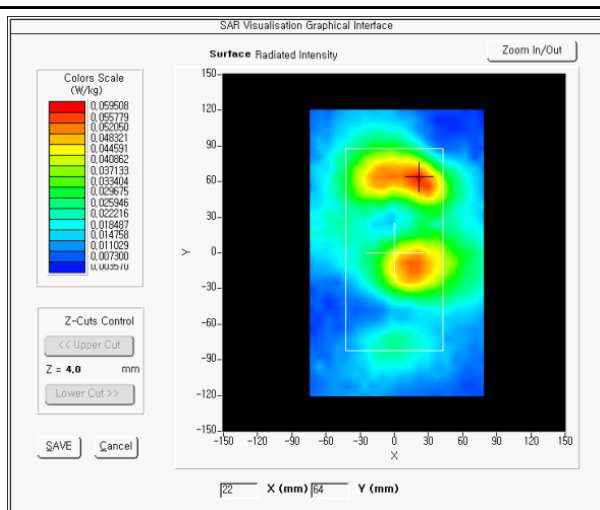 SAR Visualisation Graphical Interface
Surface Radiated Intensity
Zoom In/Out
Colors Scale
(W/kg)
0.059508
0.055779
0.052050
0.048321
0.044591
0.040862
0.037133
0.033404
0.029675
0.025946
0.022216
0.018487
0.014758
0.011029
0.007300
0.003570
Z-Cuts Control
<< Upper Cut
Z = 4.0 mm
Lower Cut >>
SAVE Cancel
150
120
90
60
30
0
-30
-60
-90
-120
-150
Y
-150 -120 -90 -60 -30 0 30 60 90 120 150
X
22 X (mm) 64 Y (mm)